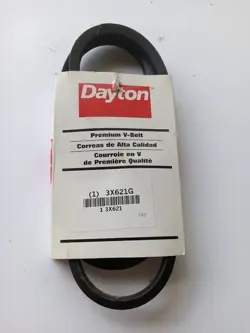 Dayton
Premium V-Belt
Correas de Alta Calidad
Courroie en V
de Première Qualité
(1) 3X621G
1 3X621